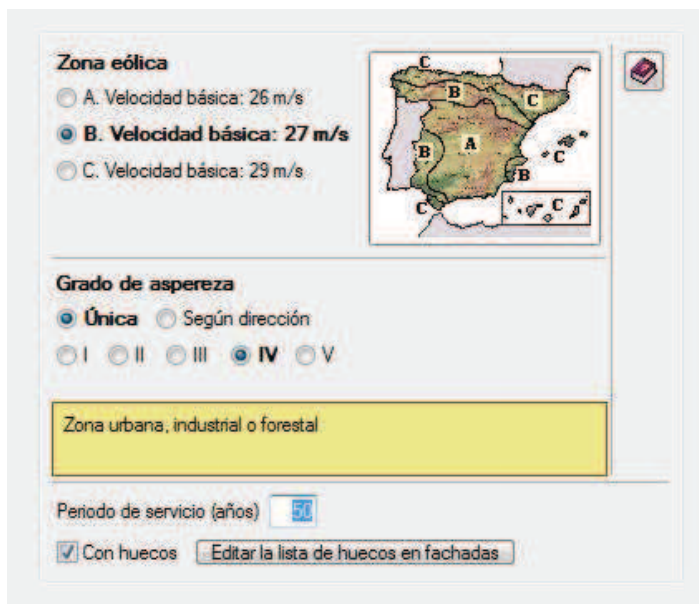 Zona eólica
A. Velocidad básica: 26 m/s
B. Velocidad básica: 27 m/s
C. Velocidad básica: 29 m/s
C
B
C
A
B
C
B
C
C
Grado de aspereza
Única Según dirección
I II III IV V
Zona urbana, industrial o forestal
Periodo de servicio (años) 50
Con huecos Editar la lista de huecos en fachadas